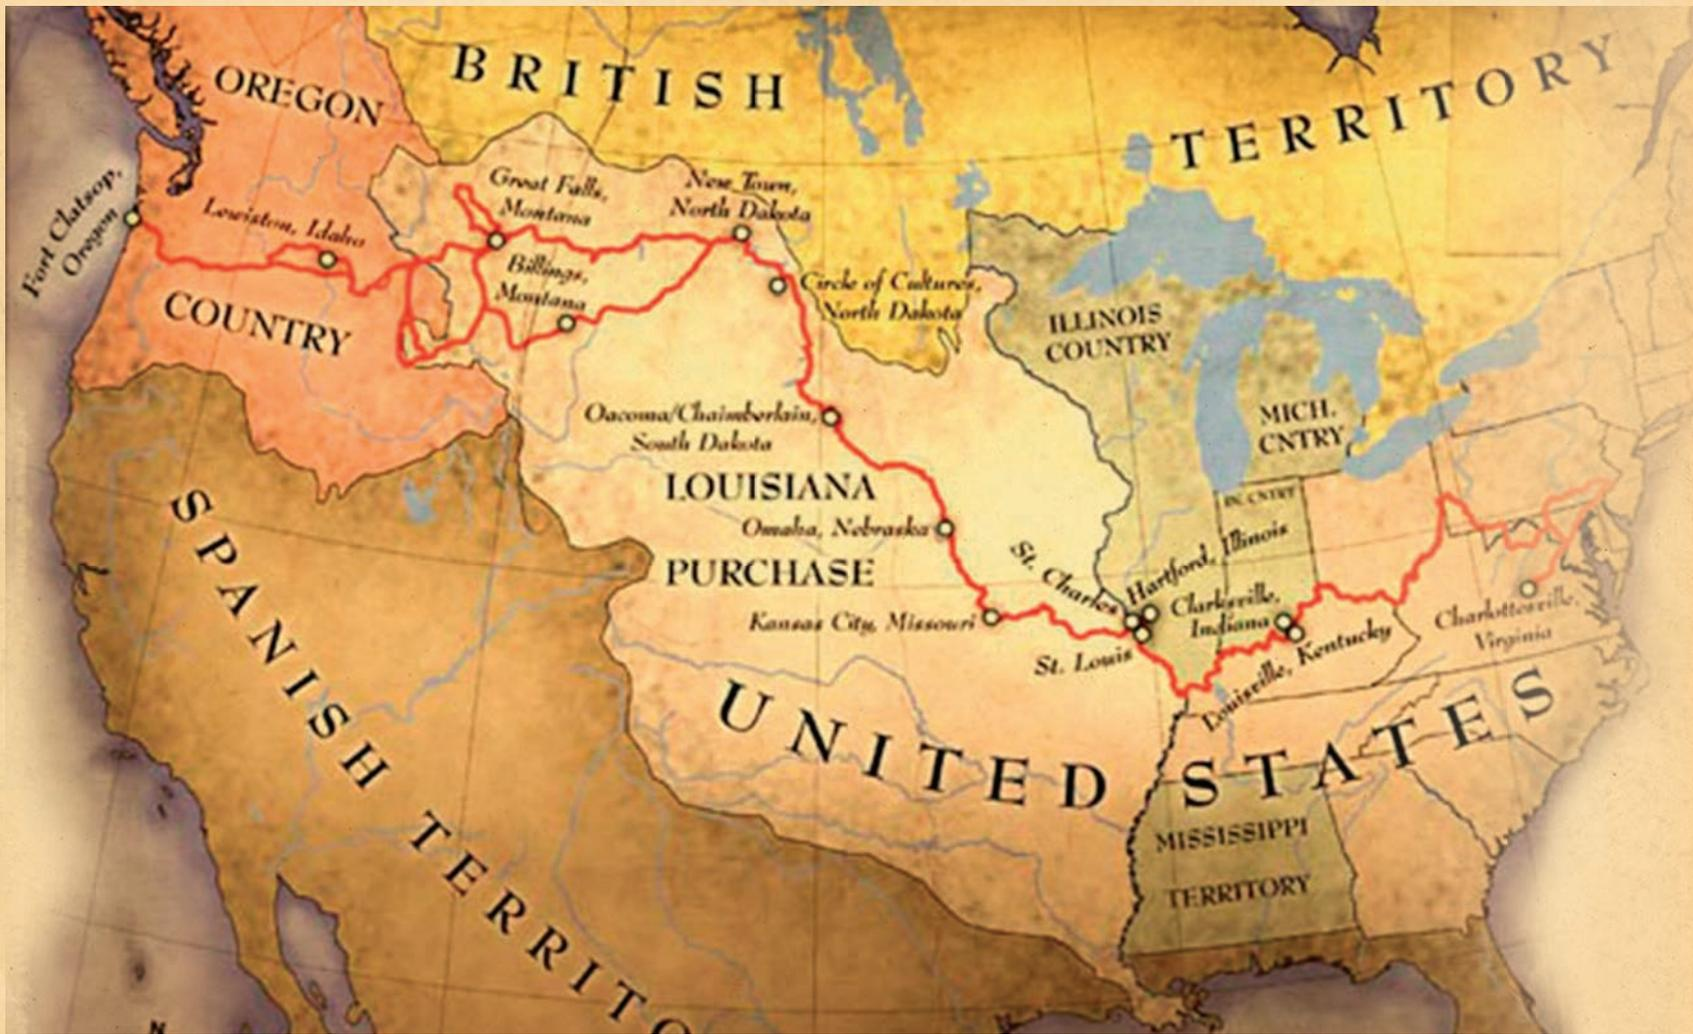 BRITISH
TERRITORY
OREGON
COUNTRY
Fort Clatsop,
Oregon
Lewiston, Idaho
Great Falls,
Montana
New Town,
North Dakota
Billings,
Montana
Circle of Cultures,
North Dakota
ILLINOIS
COUNTRY
MICH.
CNTRY
Oacoma/Chaimberlain,
South Dakota
LOUISIANA
PURCHASE
Omaha, Nebraska
Kansas City, Missouri
St. Charles
Hartford, Illinois
St. Louis
Clarksville,
Indiana
Louisville, Kentucky
Charlottesville,
Virginia
CNTRY
UNITED STATES
MISSISSIPPI
TERRITORY
SPANISH TERRITO
N